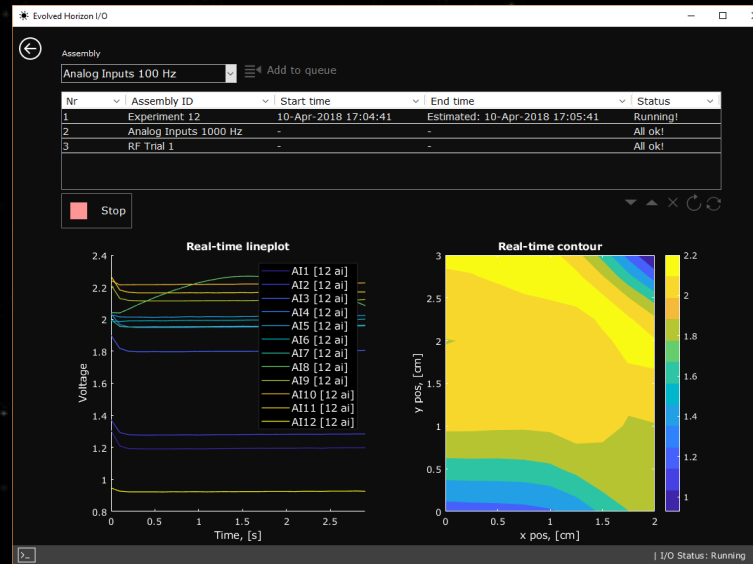 Evolved Horizon I/O
Assembly
Analog Inputs 100 Hz
Add to queue
Nr Assembly ID Start time End time Status
1 Experiment 12 10-Apr-2018 17:04:41 Estimated: 10-Apr-2018 17:05:41 Running!
2 Analog Inputs 1000 Hz - - All ok!
3 RF Trial 1 - - All ok!
Stop
Real-time lineplot
2.4
2.2
2
1.8
1.6
1.4
1.2
1
0.8
Voltage
AI1 [12 ai]
AI2 [12 ai]
AI3 [12 ai]
AI4 [12 ai]
AI5 [12 ai]
AI6 [12 ai]
AI7 [12 ai]
AI8 [12 ai]
AI9 [12 ai]
AI10 [12 ai]
AI11 [12 ai]
AI12 [12 ai]
0 0.5 1 1.5 2 2.5
Time, [s]
Real-time contour
3
2.5
2
1.5
1
0.5
0
y pos, [cm]
0 0.5 1 1.5 2
x pos, [cm]
2.2
2
1.8
1.6
1.4
1.2
1
| I/O Status: Running